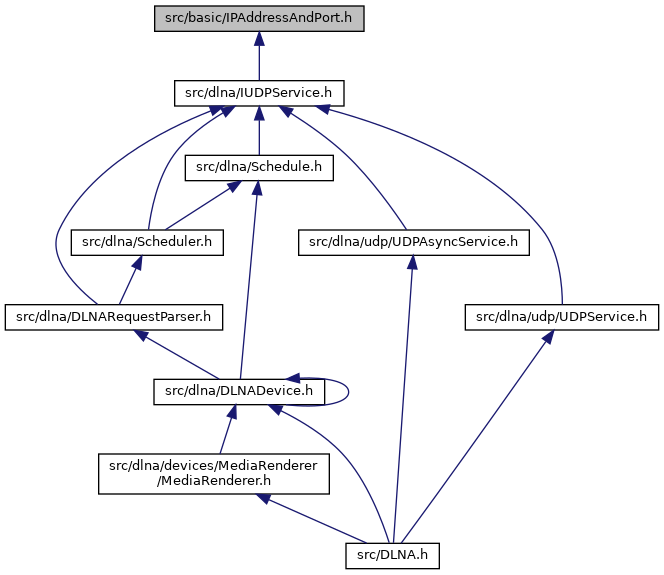 src/basic/IPAddressAndPort.h
src/dlna/IUDPService.h
src/dlna/Schedule.h
src/dlna/Scheduler.h
src/dlna/udp/UDPAsyncService.h
src/dlna/DLNARequestParser.h
src/dlna/udp/UDPService.h
src/dlna/DLNADevice.h
src/dlna/devices/MediaRenderer
/MediaRenderer.h
src/DLNA.h